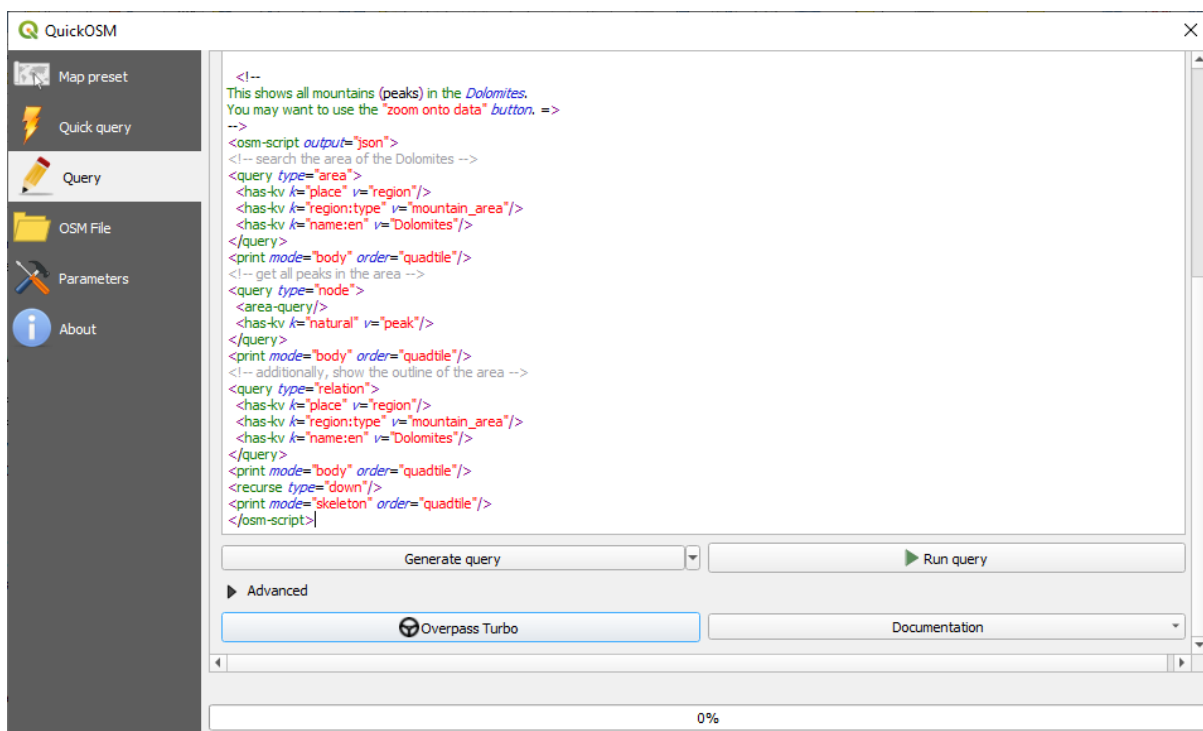 QuickOSM
Map preset
Quick query
Query
OSM File
Parameters
About
<!--
This shows all mountains (peaks) in the Dolomites.
You may want to use the "zoom onto data" button. =>
-->
<osm-script output="json">
<!-- search the area of the Dolomites -->
<query type="area">
<has-kv k="place" v="region"/>
<has-kv k="region:type" v="mountain_area"/>
<has-kv k="name:en" v="Dolomites"/>
</query>
<print mode="body" order="quadtile"/>
<!-- get all peaks in the area -->
<query type="node">
<area-query/>
<has-kv k="natural" v="peak"/>
</query>
<print mode="body" order="quadtile"/>
<!-- additionally, show the outline of the area -->
<query type="relation">
<has-kv k="place" v="region"/>
<has-kv k="region:type" v="mountain_area"/>
<has-kv k="name:en" v="Dolomites"/>
</query>
<print mode="body" order="quadtile"/>
<recurse type="down"/>
<print mode="skeleton" order="quadtile"/>
</osm-script>
Generate query
Run query
Advanced
Overpass Turbo
Documentation
0%